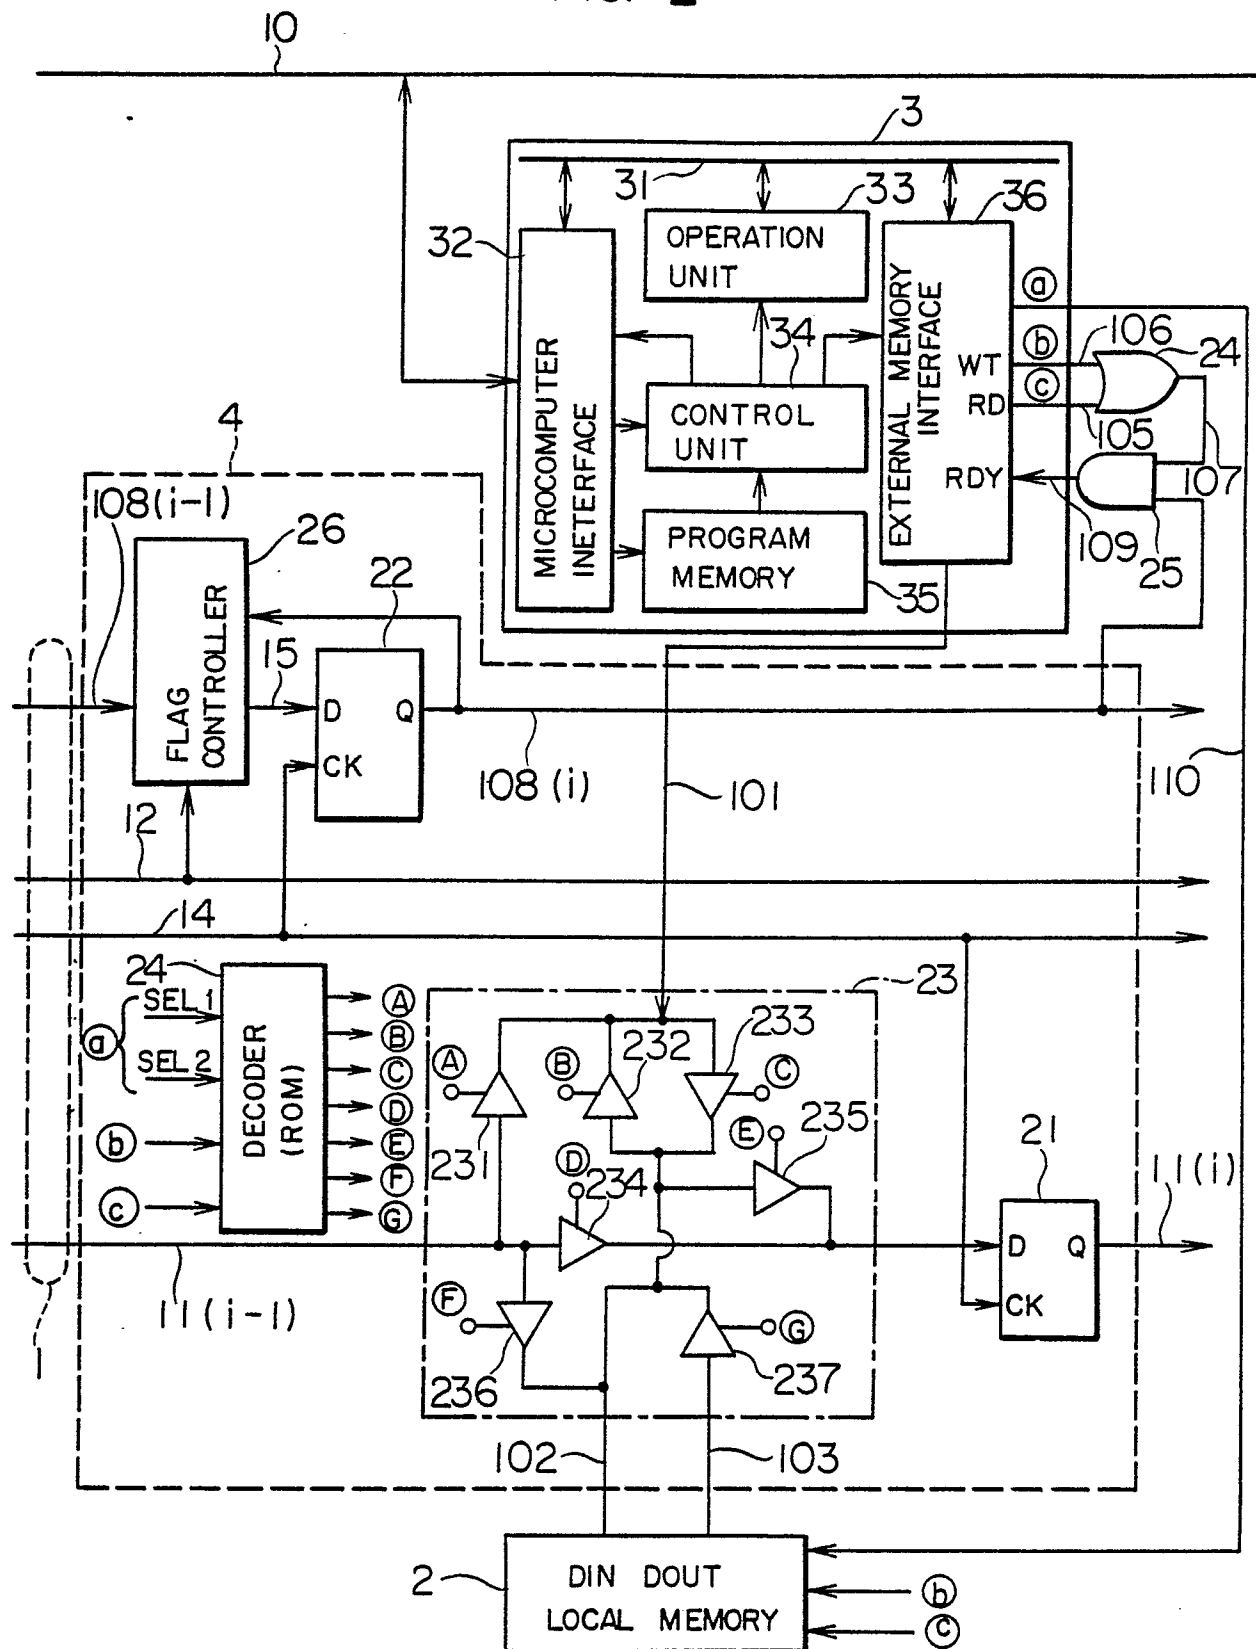 10
3
31
33
36
32
OPERATION
UNIT
34
MICROCOMPUTER
INETERFACE
CONTROL
UNIT
PROGRAM
MEMORY
35
EXTERNAL MEMORY
INTERFACE
WT
RD
RDY
a
b
c
106
24
105
107
109
25
4
108(i-1)
26
22
FLAG
CONTROLLER
15
D Q
CK
108(i)
101
110
12
14
24
a SEL 1
SEL 2
b
c
DECODER
(ROM)
A
B
C
D
E
F
G
23
A
B
232
233
C
231
D
234
E
235
21
11(i)
D Q
CK
11(i-1)
F
236
G
237
1
102
103
2
DIN DOUT
LOCAL MEMORY
b
c